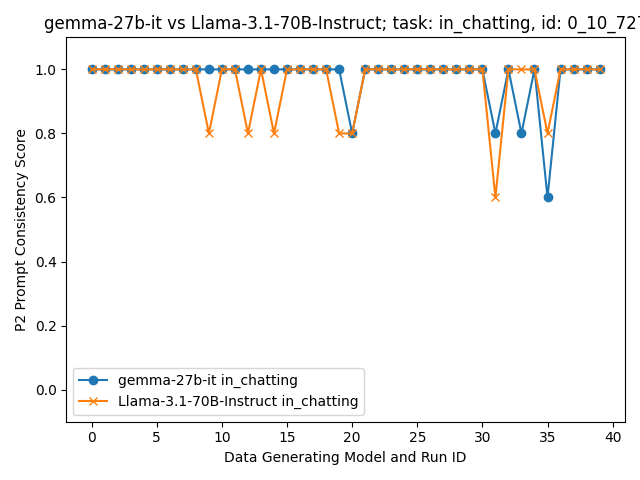 gemma-27b-it vs Llama-3.1-70B-Instruct; task: in_chatting, id: 0_10_727
1.0
0.8
0.6
0.4
0.2
0.0
P2 Prompt Consistency Score
gemma-27b-it in_chatting
Llama-3.1-70B-Instruct in_chatting
0 5 10 15 20 25 30 35 40
Data Generating Model and Run ID